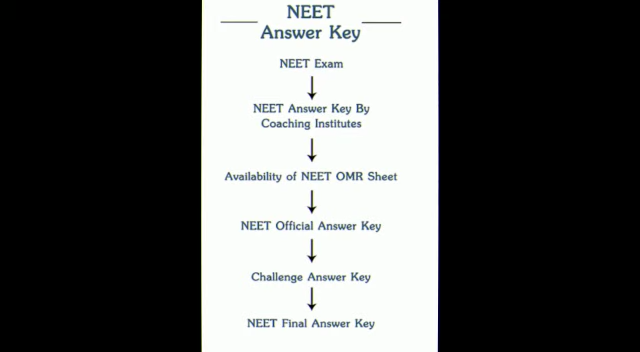 NEET
Answer Key
NEET Exam
NEET Answer Key By
Coaching Institutes
Availability of NEET OMR Sheet
NEET Official Answer Key
Challenge Answer Key
NEET Final Answer Key